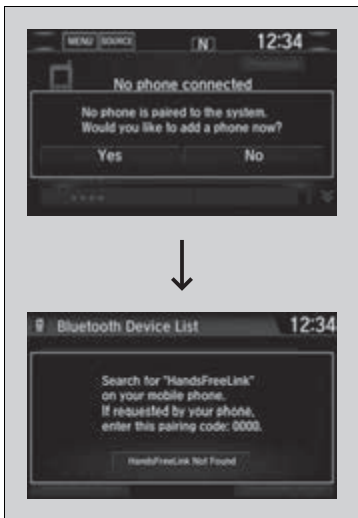 MENU SOURCE N 12:34
No phone connected
No phone is paired to the system.
Would you like to add a phone now?
Yes No
Bluetooth Device List 12:34
Search for "HandsFreeLink"
on your mobile phone.
If requested by your phone,
enter this pairing code: 0000.
HandsFreeLink Not Found